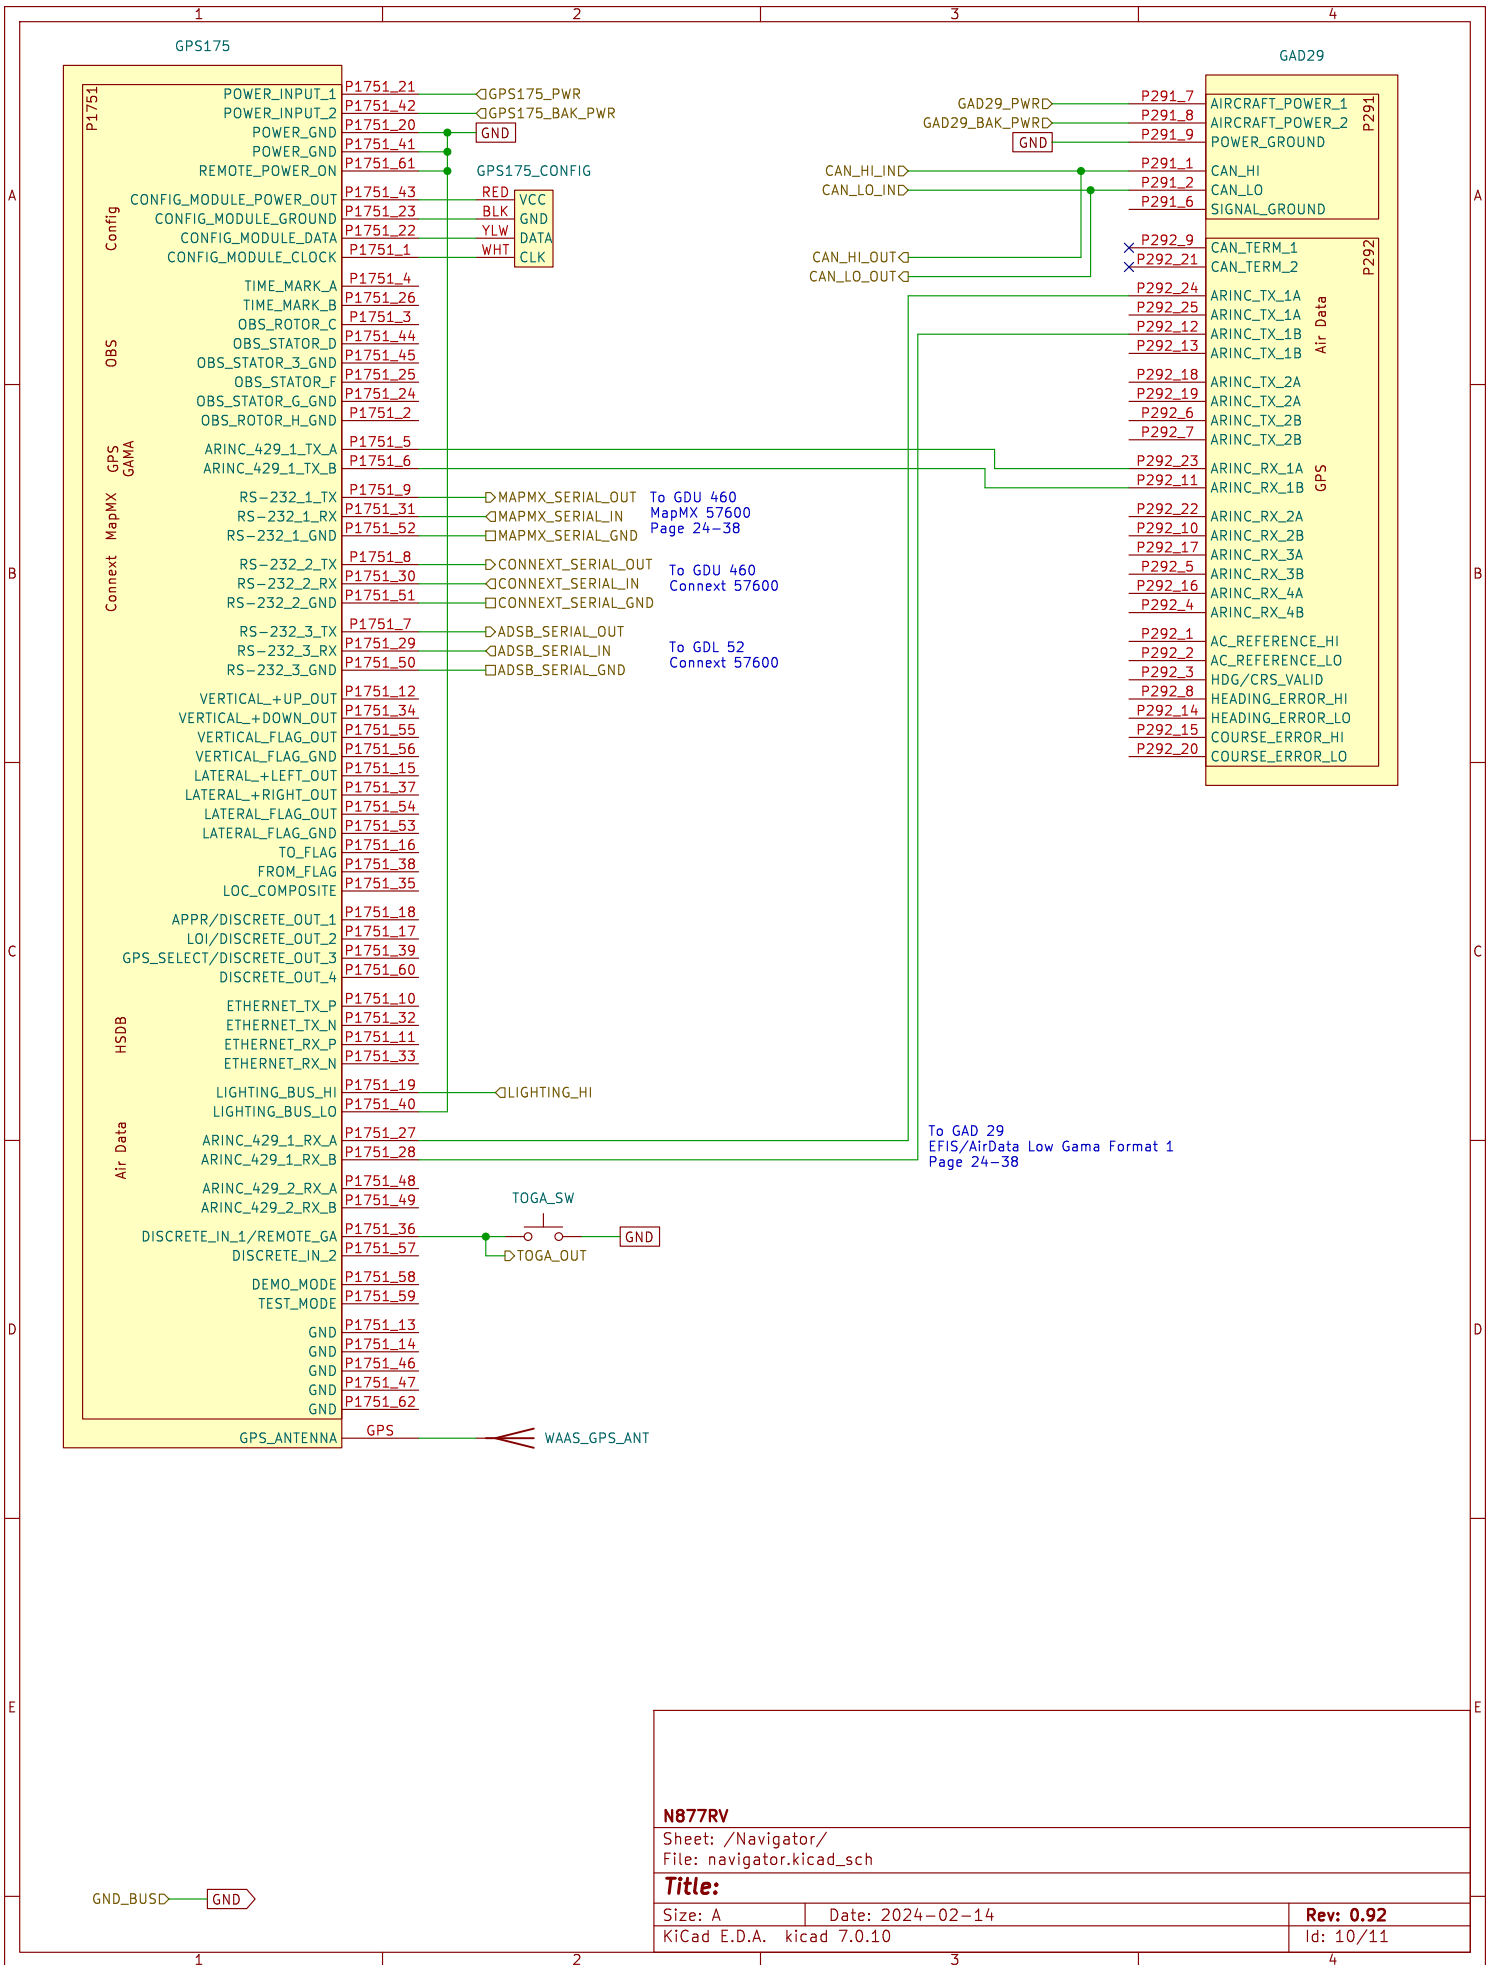 1 2 3 4
GPS175
P1751
POWER_INPUT_1 P1751_21 GPS175_PWR
POWER_INPUT_2 P1751_42 GPS175_BAK_PWR
POWER_GND P1751_20 GND
POWER_GND P1751_41
REMOTE_POWER_ON P1751_61
GPS175_CONFIG
Config
CONFIG_MODULE_POWER_OUT P1751_43 RED VCC
CONFIG_MODULE_GROUND P1751_23 BLK GND
CONFIG_MODULE_DATA P1751_22 YLW DATA
CONFIG_MODULE_CLOCK P1751_1 WHT CLK
TIME_MARK_A P1751_4
TIME_MARK_B P1751_26
OBS_ROTOR_C P1751_3
OBS_STATOR_D P1751_44
OBS
OBS_STATOR_3_GND P1751_45
OBS_STATOR_F P1751_25
OBS_STATOR_G_GND P1751_24
OBS_ROTOR_H_GND P1751_2
GPS
GAMA
ARINC_429_1_TX_A P1751_5
ARINC_429_1_TX_B P1751_6
MapMX
RS-232_1_TX P1751_9 MAPMX_SERIAL_OUT
RS-232_1_RX P1751_31 MAPMX_SERIAL_IN
RS-232_1_GND P1751_52 MAPMX_SERIAL_GND
To GDU 460
MapMX 57600
Page 24-38
Connext
RS-232_2_TX P1751_8 CONNEXT_SERIAL_OUT
RS-232_2_RX P1751_30 CONNEXT_SERIAL_IN
RS-232_2_GND P1751_51 CONNEXT_SERIAL_GND
To GDU 460
Connext 57600
RS-232_3_TX P1751_7 ADSB_SERIAL_OUT
RS-232_3_RX P1751_29 ADSB_SERIAL_IN
RS-232_3_GND P1751_50 ADSB_SERIAL_GND
To GDL 52
Connext 57600
VERTICAL_+UP_OUT P1751_12
VERTICAL_+DOWN_OUT P1751_34
VERTICAL_FLAG_OUT P1751_55
VERTICAL_FLAG_GND P1751_56
LATERAL_+LEFT_OUT P1751_15
LATERAL_+RIGHT_OUT P1751_37
LATERAL_FLAG_OUT P1751_54
LATERAL_FLAG_GND P1751_53
TO_FLAG P1751_16
FROM_FLAG P1751_38
LOC_COMPOSITE P1751_35
APPR/DISCRETE_OUT_1 P1751_18
LOI/DISCRETE_OUT_2 P1751_17
GPS_SELECT/DISCRETE_OUT_3 P1751_39
DISCRETE_OUT_4 P1751_60
HSDB
ETHERNET_TX_P P1751_10
ETHERNET_TX_N P1751_32
ETHERNET_RX_P P1751_11
ETHERNET_RX_N P1751_33
LIGHTING_BUS_HI P1751_19 LIGHTING_HI
LIGHTING_BUS_LO P1751_40
Air Data
ARINC_429_1_RX_A P1751_27
ARINC_429_1_RX_B P1751_28
To GAD 29
EFIS/AirData Low Gama Format 1
Page 24-38
ARINC_429_2_RX_A P1751_48
ARINC_429_2_RX_B P1751_49
TOGA_SW
DISCRETE_IN_1/REMOTE_GA P1751_36 GND
DISCRETE_IN_2 P1751_57 TOGA_OUT
DEMO_MODE P1751_58
TEST_MODE P1751_59
GND P1751_13
GND P1751_14
GND P1751_46
GND P1751_47
GND P1751_62
GPS_ANTENNA GPS WAAS_GPS_ANT
GAD29
P291
GAD29_PWR P291_7 AIRCRAFT_POWER_1
GAD29_BAK_PWR P291_8 AIRCRAFT_POWER_2
GND P291_9 POWER_GROUND
CAN_HI_IN P291_1 CAN_HI
CAN_LO_IN P291_2 CAN_LO
P291_6 SIGNAL_GROUND
P292
P292_9 CAN_TERM_1
CAN_HI_OUT
P292_21 CAN_TERM_2
CAN_LO_OUT
P292_24 ARINC_TX_1A
P292_25 ARINC_TX_1A
P292_12 ARINC_TX_1B
P292_13 ARINC_TX_1B
Air Data
P292_18 ARINC_TX_2A
P292_19 ARINC_TX_2A
P292_6 ARINC_TX_2B
P292_7 ARINC_TX_2B
P292_23 ARINC_RX_1A
P292_11 ARINC_RX_1B
GPS
P292_22 ARINC_RX_2A
P292_10 ARINC_RX_2B
P292_17 ARINC_RX_3A
P292_5 ARINC_RX_3B
P292_16 ARINC_RX_4A
P292_4 ARINC_RX_4B
P292_1 AC_REFERENCE_HI
P292_2 AC_REFERENCE_LO
P292_3 HDG/CRS_VALID
P292_8 HEADING_ERROR_HI
P292_14 HEADING_ERROR_LO
P292_15 COURSE_ERROR_HI
P292_20 COURSE_ERROR_LO
A A
B B
C C
D D
E E
GND_BUS GND
N877RV
Sheet: /Navigator/
File: navigator.kicad_sch
Title:
Size: A Date: 2024-02-14 Rev: 0.92
KiCad E.D.A. kicad 7.0.10 Id: 10/11
1 2 3 4